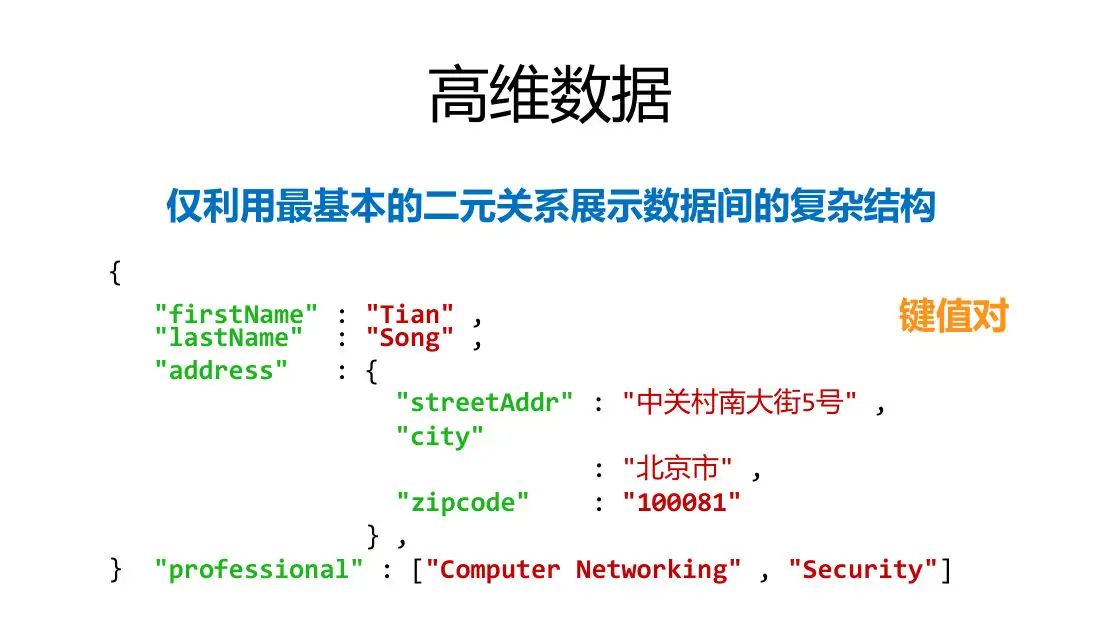 高维数据
仅利用最基本的二元关系展示数据间的复杂结构
{
"firstName" : "Tian" ,
键值对
"lastName" : "Song" ,
"address" : {
"streetAddr" : "中关村南大街5号" ,
"city"
: "北京市" ,
"zipcode" : "100081"
} ,
} "professional" : ["Computer Networking" , "Security"]